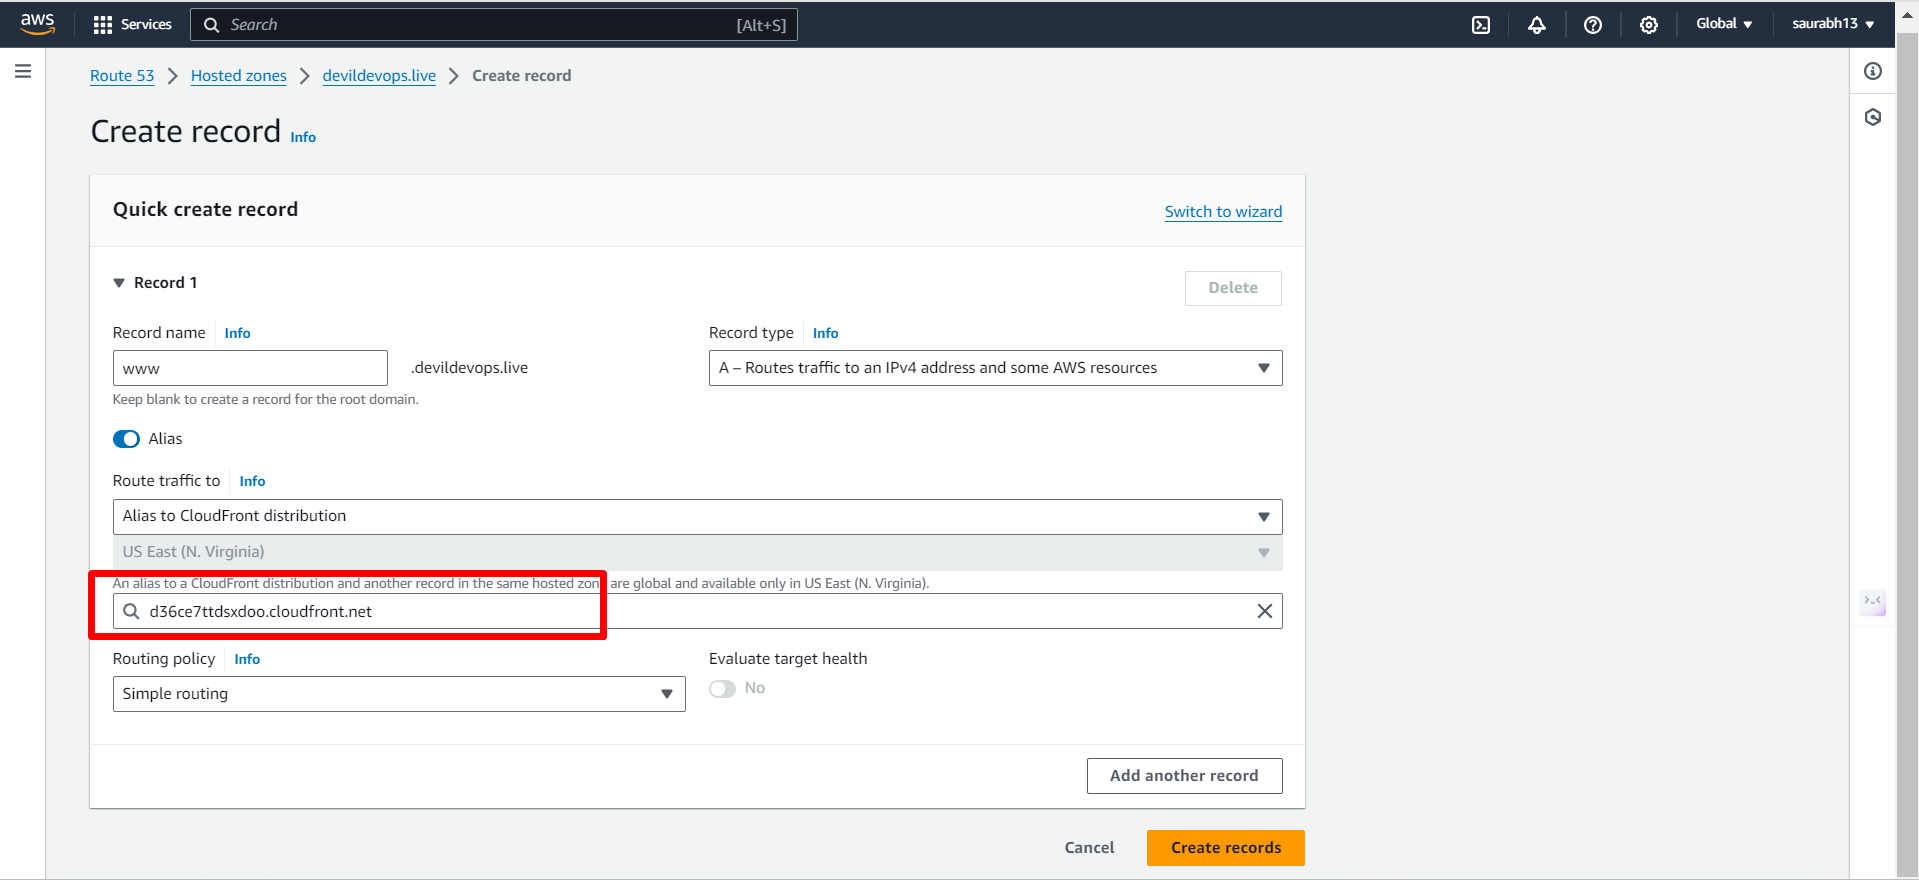 aws Services Search [Alt+S] Global saurabh13
Route 53 Hosted zones devildevops.live Create record
Create record Info
Quick create record Switch to wizard
Record 1 Delete
Record name Info Record type Info
www .devildevops.live A – Routes traffic to an IPv4 address and some AWS resources
Keep blank to create a record for the root domain.
Alias
Route traffic to Info
Alias to CloudFront distribution
US East (N. Virginia)
An alias to a CloudFront distribution and another record in the same hosted zon are global and available only in US East (N. Virginia).
d36ce7ttdsxdoo.cloudfront.net
Routing policy Info Evaluate target health
Simple routing No
Add another record
Cancel Create records